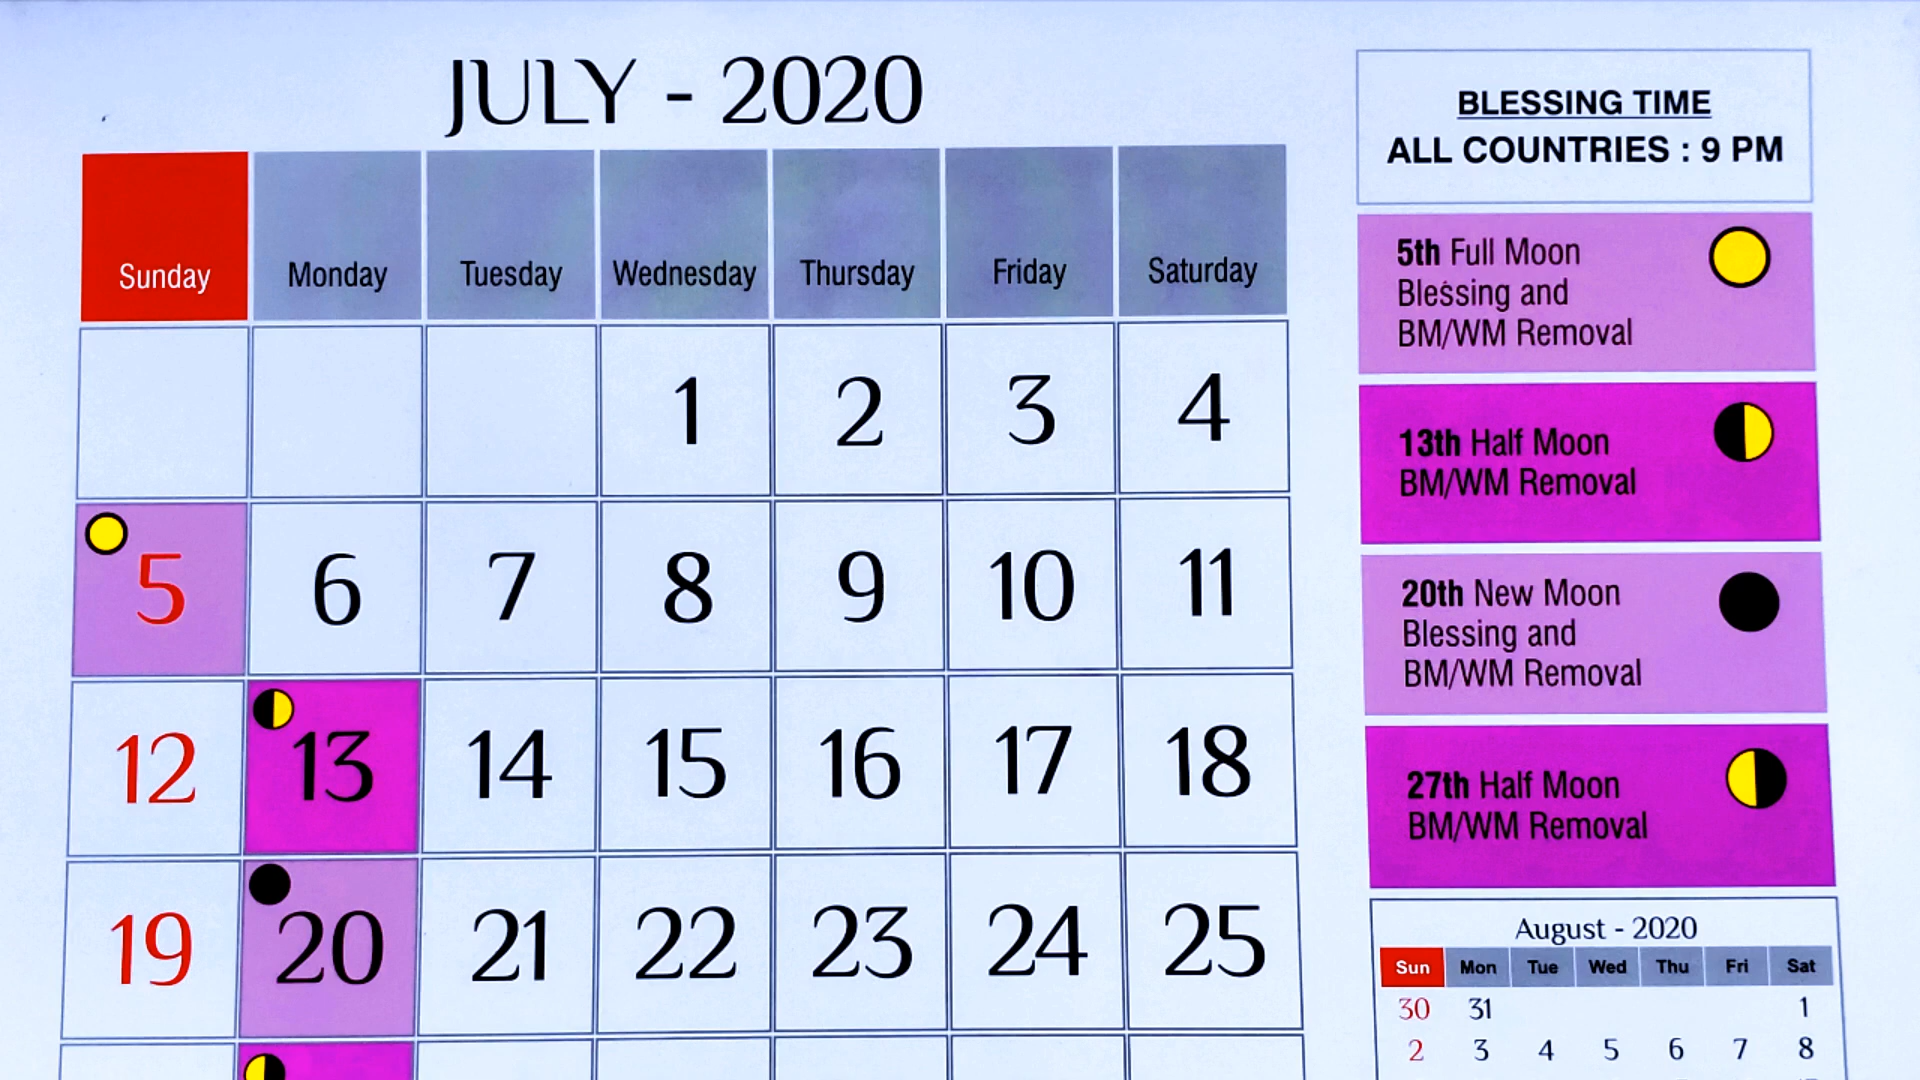 JULY - 2020
Sunday Monday Tuesday Wednesday Thursday Friday Saturday
1 2 3 4
5 6 7 8 9 10 11
12 13 14 15 16 17 18
19 20 21 22 23 24 25
BLESSING TIME
ALL COUNTRIES : 9 PM
5th Full Moon
Blessing and
BM/WM Removal
13th Half Moon
BM/WM Removal
20th New Moon
Blessing and
BM/WM Removal
27th Half Moon
BM/WM Removal
August - 2020
Sun Mon Tue Wed Thu Fri Sat
30 31 1
2 3 4 5 6 7 8